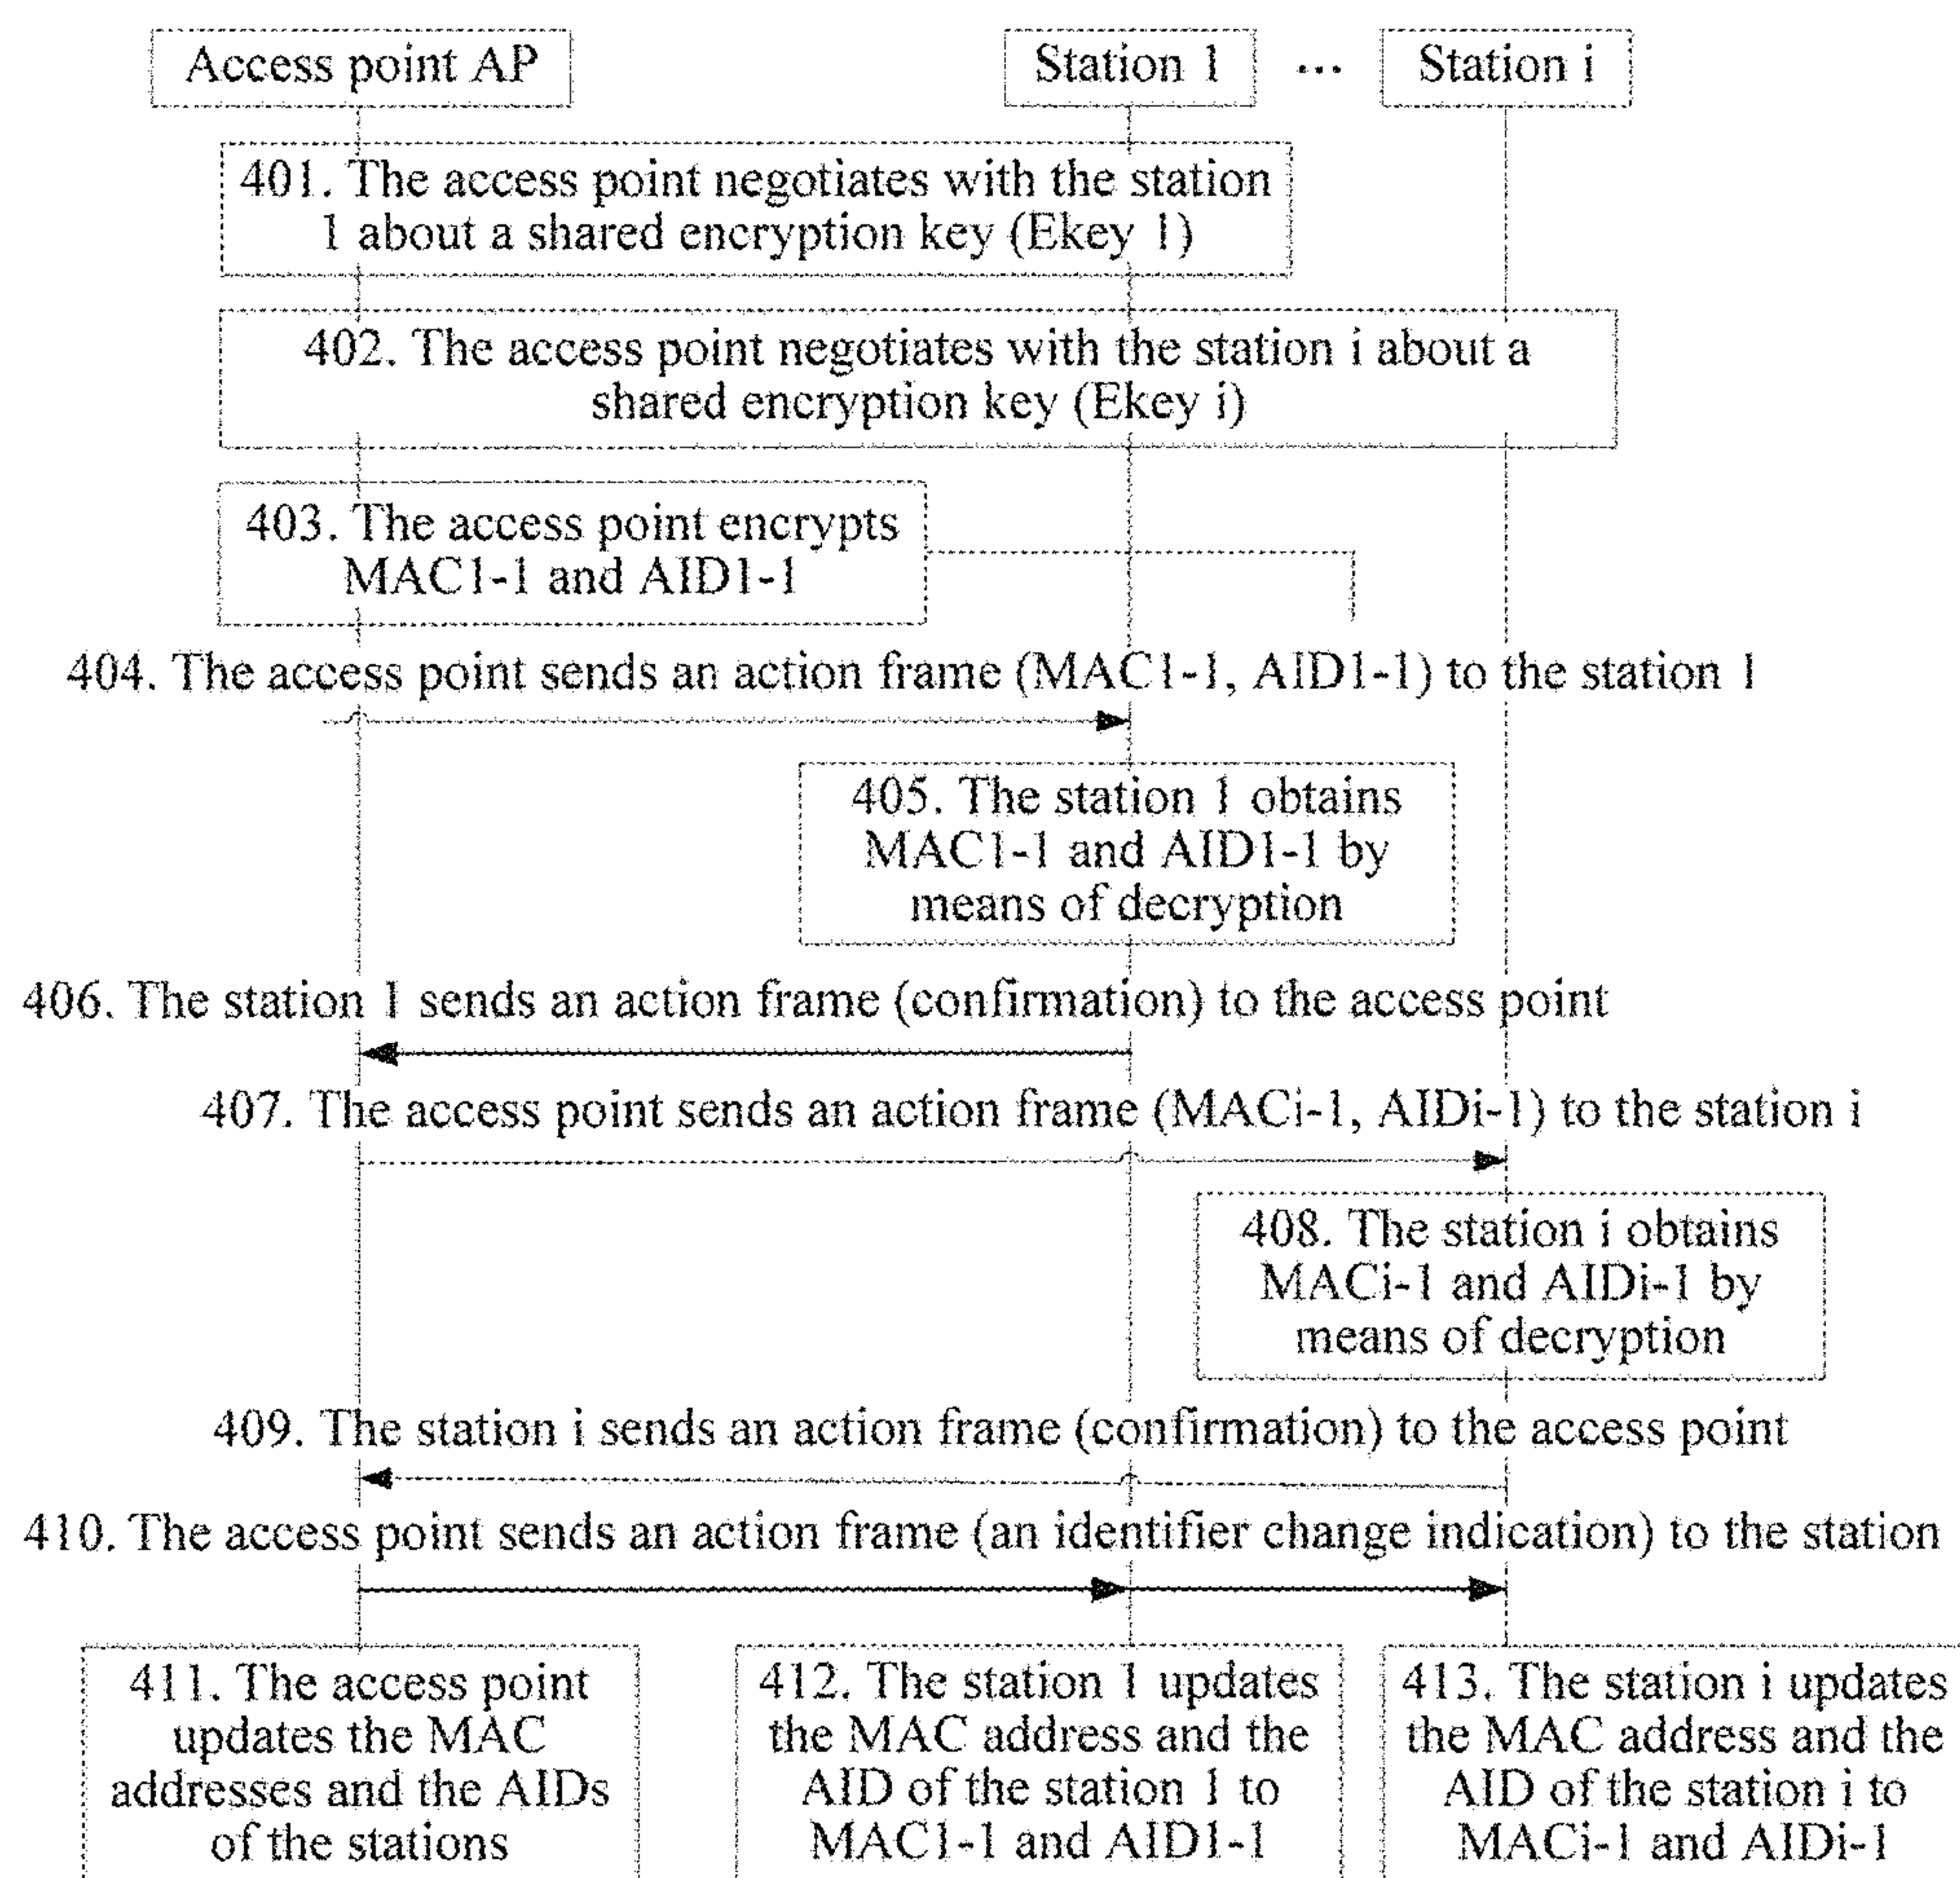 Access point AP
Station 1
...
Station i
401. The access point negotiates with the station
1 about a shared encryption key (Ekey 1)
402. The access point negotiates with the station i about a
shared encryption key (Ekey i)
403. The access point encrypts
MAC1-1 and AID1-1
404. The access point sends an action frame (MAC1-1, AID1-1) to the station 1
405. The station 1 obtains
MAC1-1 and AID1-1 by
means of decryption
406. The station 1 sends an action frame (confirmation) to the access point
407. The access point sends an action frame (MACi-1, AIDi-1) to the station i
408. The station i obtains
MACi-1 and AIDi-1 by
means of decryption
409. The station i sends an action frame (confirmation) to the access point
410. The access point sends an action frame (an identifier change indication) to the station
411. The access point
updates the MAC
addresses and the AIDs
of the stations
412. The station 1 updates
the MAC address and the
AID of the station 1 to
MAC1-1 and AID1-1
413. The station i updates
the MAC address and the
AID of the station i to
MACi-1 and AIDi-1